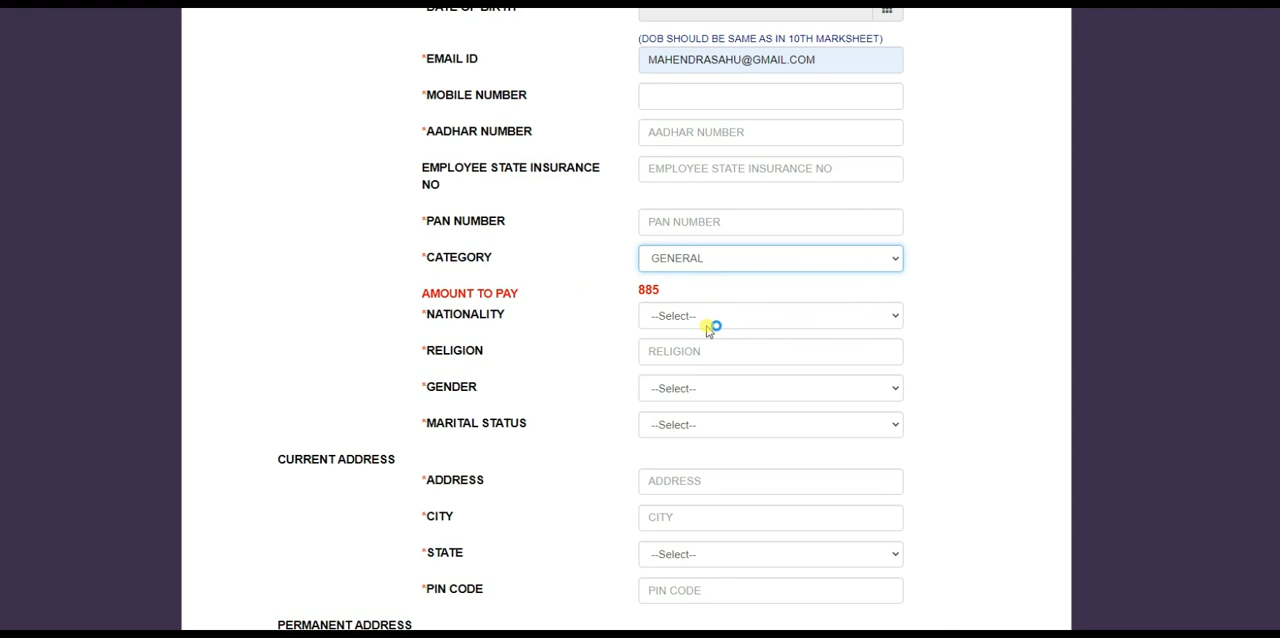 DATE OF BIRTH
(DOB SHOULD BE SAME AS IN 10TH MARKSHEET)
*EMAIL ID MAHENDRASAHU@GMAIL.COM
*MOBILE NUMBER
*AADHAR NUMBER AADHAR NUMBER
EMPLOYEE STATE INSURANCE EMPLOYEE STATE INSURANCE NO
NO
*PAN NUMBER PAN NUMBER
*CATEGORY GENERAL
AMOUNT TO PAY 885
*NATIONALITY --Select--
*RELIGION RELIGION
*GENDER --Select--
*MARITAL STATUS --Select--
CURRENT ADDRESS
*ADDRESS ADDRESS
*CITY CITY
*STATE --Select--
*PIN CODE PIN CODE
PERMANENT ADDRESS